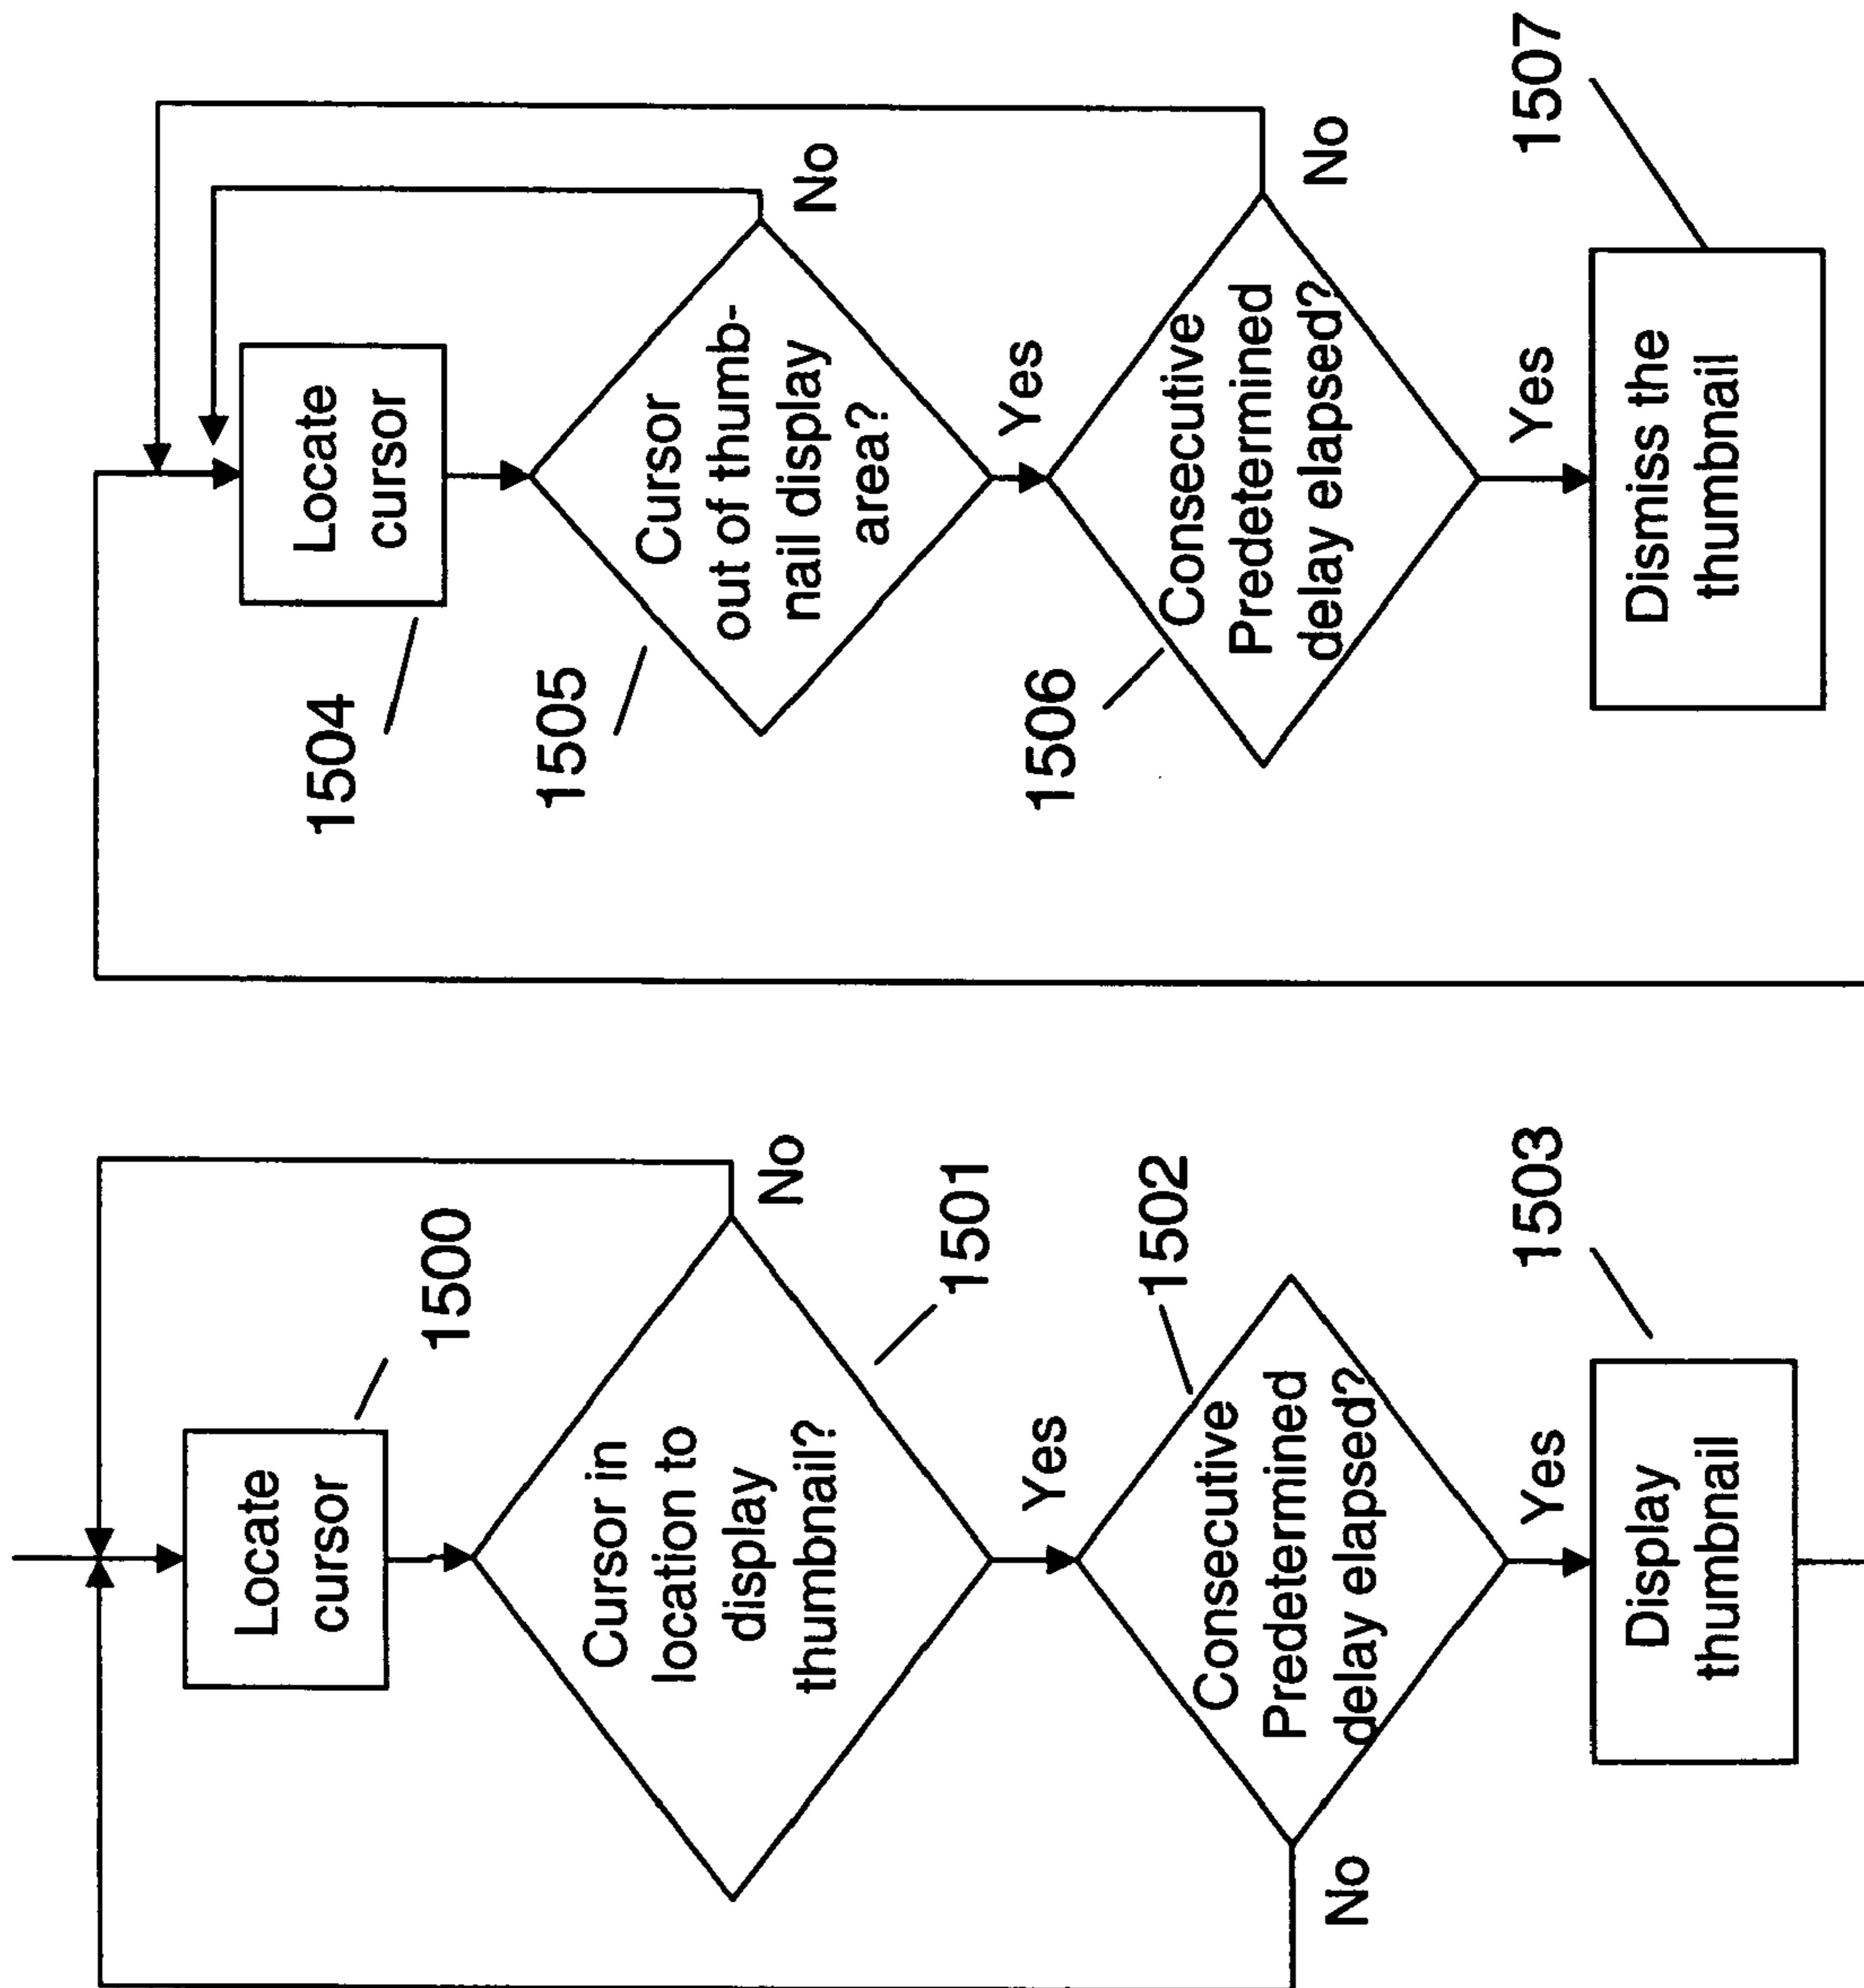 Locate
cursor
1500
Cursor in
location to
display
thumbnail?
No
1501
Yes
1502
Consecutive
Predetermined
delay elapsed?
No
Yes
1503
Display
thumbnail
Locate
cursor
1504
Cursor
out of thumb-
nail display
area?
No
1505
Yes
1506
Consecutive
Predetermined
delay elapsed?
No
Yes
1507
Dismiss the
thumbnail